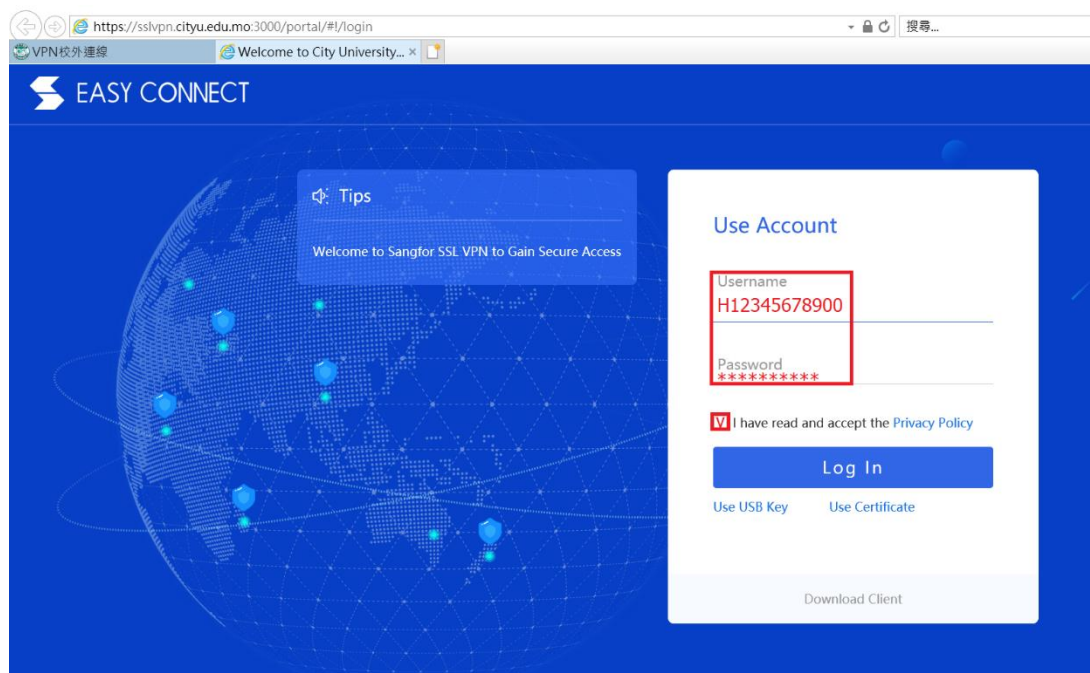 https://sslvpn.cityu.edu.mo:3000/portal/#!/login
搜尋...
VPN校外連線
Welcome to City University...
EASY CONNECT
Tips
Welcome to Sangfor SSL VPN to Gain Secure Access
Use Account
Username
H12345678900
Password
**********
V I have read and accept the Privacy Policy
Log In
Use USB Key Use Certificate
Download Client